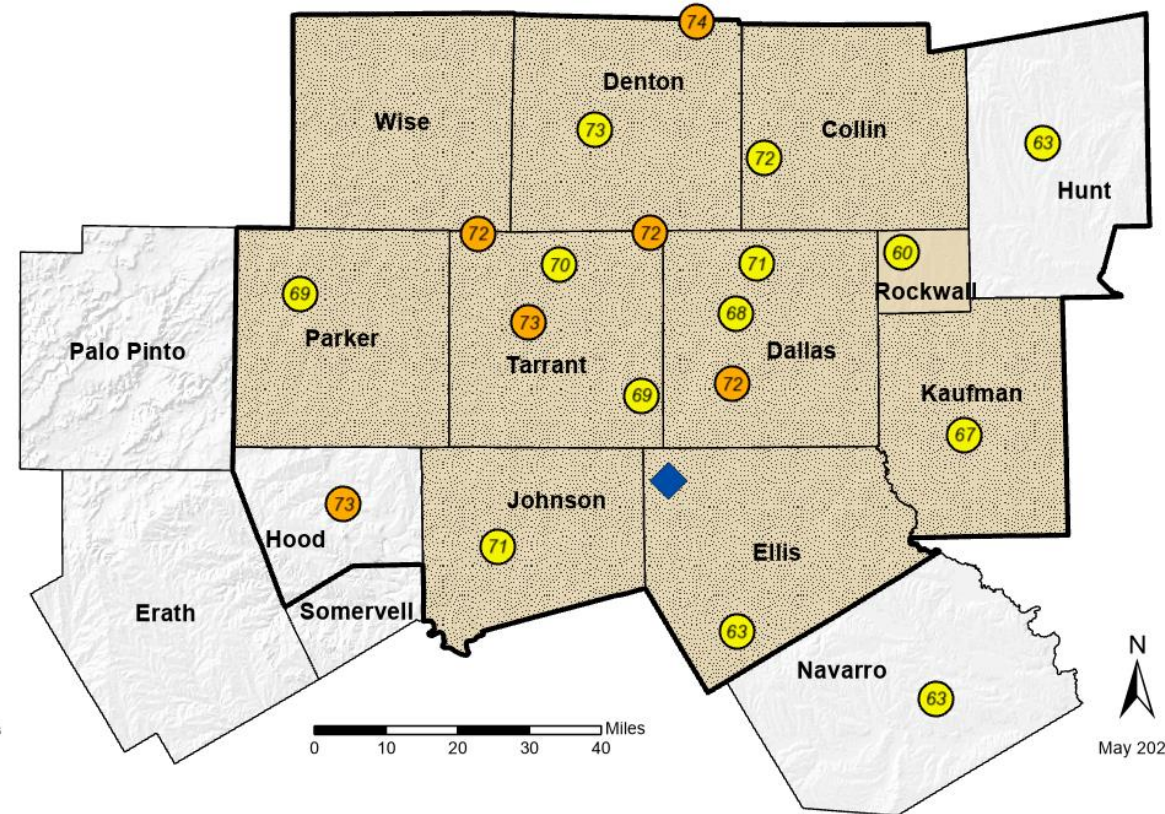 74
Denton
Wise
73
Collin
72
63
Hunt
72
72
70
71
60
69
Rockwall
73
68
Parker
Palo Pinto
Dallas
Tarrant
72
69
Kaufman
67
Johnson
73
Hood
71
Ellis
Erath
Somervell
63
N
Navarro
63
Miles
0 10 20 30 40
May 202